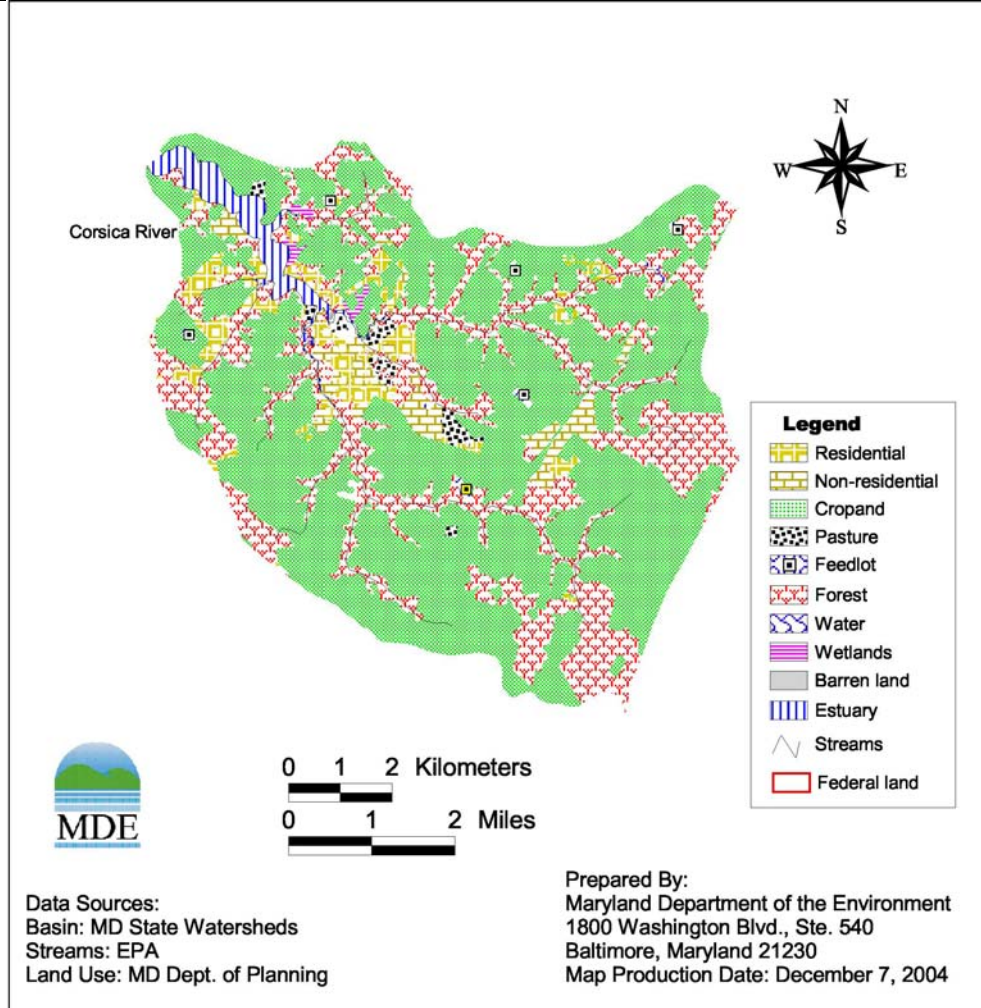 N
W E
S
Corsica River
Legend
Residential
Non-residential
Cropand
Pasture
Feedlot
Forest
Water
Wetlands
Barren land
Estuary
Streams
Federal land
MDE
0 1 2 Kilometers
0 1 2 Miles
Data Sources:
Basin: MD State Watersheds
Streams: EPA
Land Use: MD Dept. of Planning
Prepared By:
Maryland Department of the Environment
1800 Washington Blvd., Ste. 540
Baltimore, Maryland 21230
Map Production Date: December 7, 2004